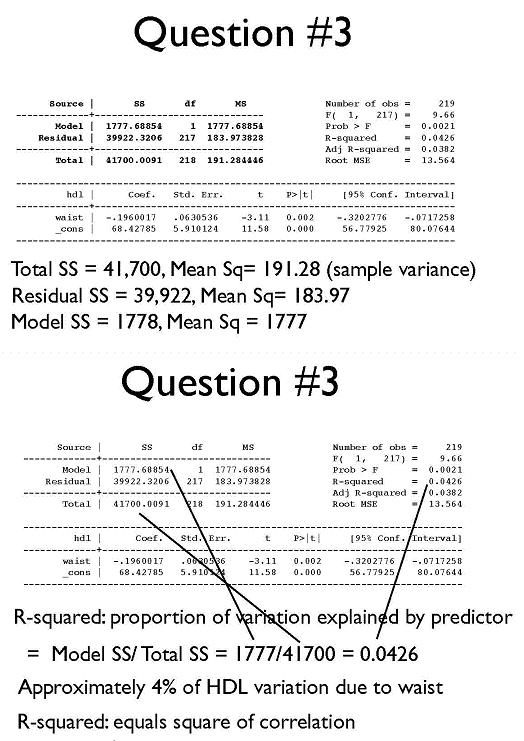 Question #3
Source | SS df MS Number of obs = 219
F( 1, 217) = 9.66
Model | 1777.68854 1 1777.68854 Prob > F = 0.0021
Residual | 39922.3206 217 183.973828 R-squared = 0.0426
Adj R-squared = 0.0382
Total | 41700.0091 218 191.284446 Root MSE = 13.564
hdl | Coef. Std. Err. t P>|t| [95% Conf. Interval]
waist | -.1960017 .0630536 -3.11 0.002 -.3202776 -.0717258
_cons | 68.42785 5.910124 11.58 0.000 56.77925 80.07644
Total SS = 41,700, Mean Sq= 191.28 (sample variance)
Residual SS = 39,922, Mean Sq= 183.97
Model SS = 1778, Mean Sq = 1777
Question #3
Source | SS df MS Number of obs = 219
F( 1, 217) = 9.66
Model | 1777.68854 1 1777.68854 Prob > F = 0.0021
Residual | 39922.3206 217 183.973828 R-squared = 0.0426
Adj R-squared = 0.0382
Total | 41700.0091 218 191.284446 Root MSE = 13.564
hdl | Coef. Std. Err. t P>|t| [95% Conf. Interval]
waist | -.1960017 .0630536 -3.11 0.002 -.3202776 -.0717258
_cons | 68.42785 5.910124 11.58 0.000 56.77925 80.07644
R-squared: proportion of variation explained by predictor
= Model SS/ Total SS = 1777/41700 = 0.0426
Approximately 4% of HDL variation due to waist
R-squared: equals square of correlation